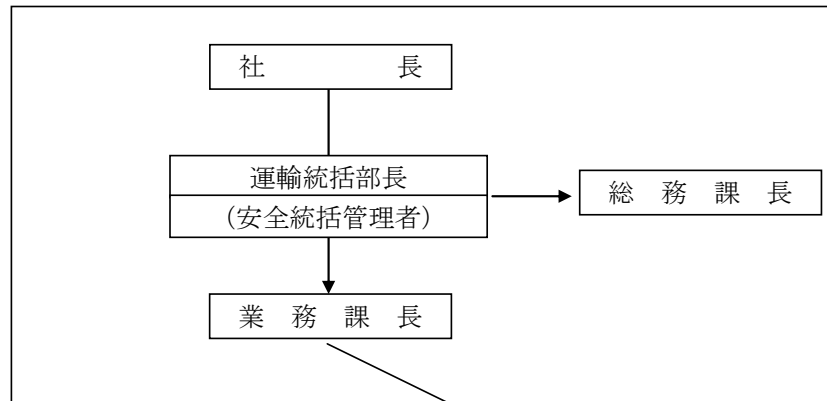 社　　　　　長
運輸統括部長
(安全統括管理者)
総　務　課　長
業　務　課　長